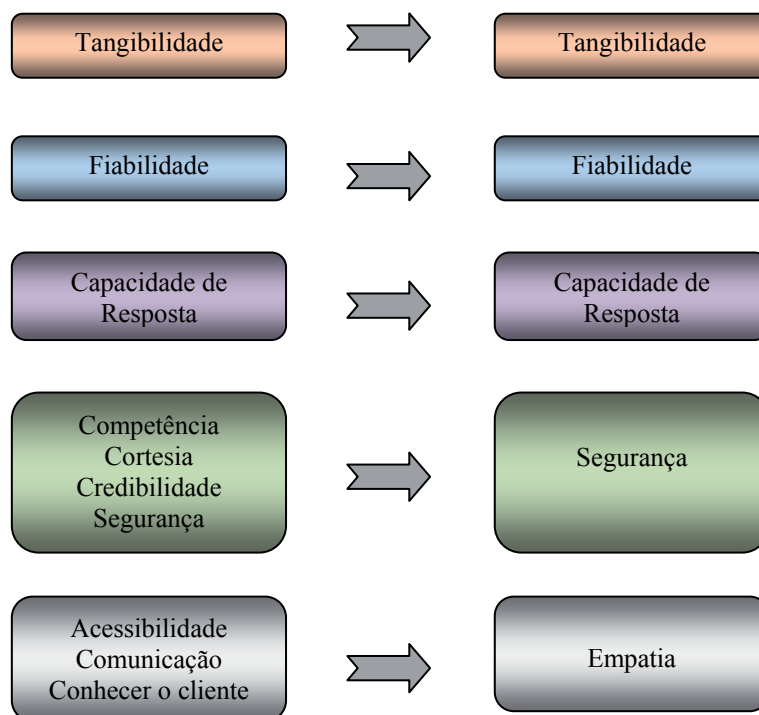 Tangibilidade
Tangibilidade
Fiabilidade
Fiabilidade
Capacidade de
Resposta
Capacidade de
Resposta
Competência
Cortesia
Credibilidade
Segurança
Segurança
Acessibilidade
Comunicação
Conhecer o cliente
Empatia